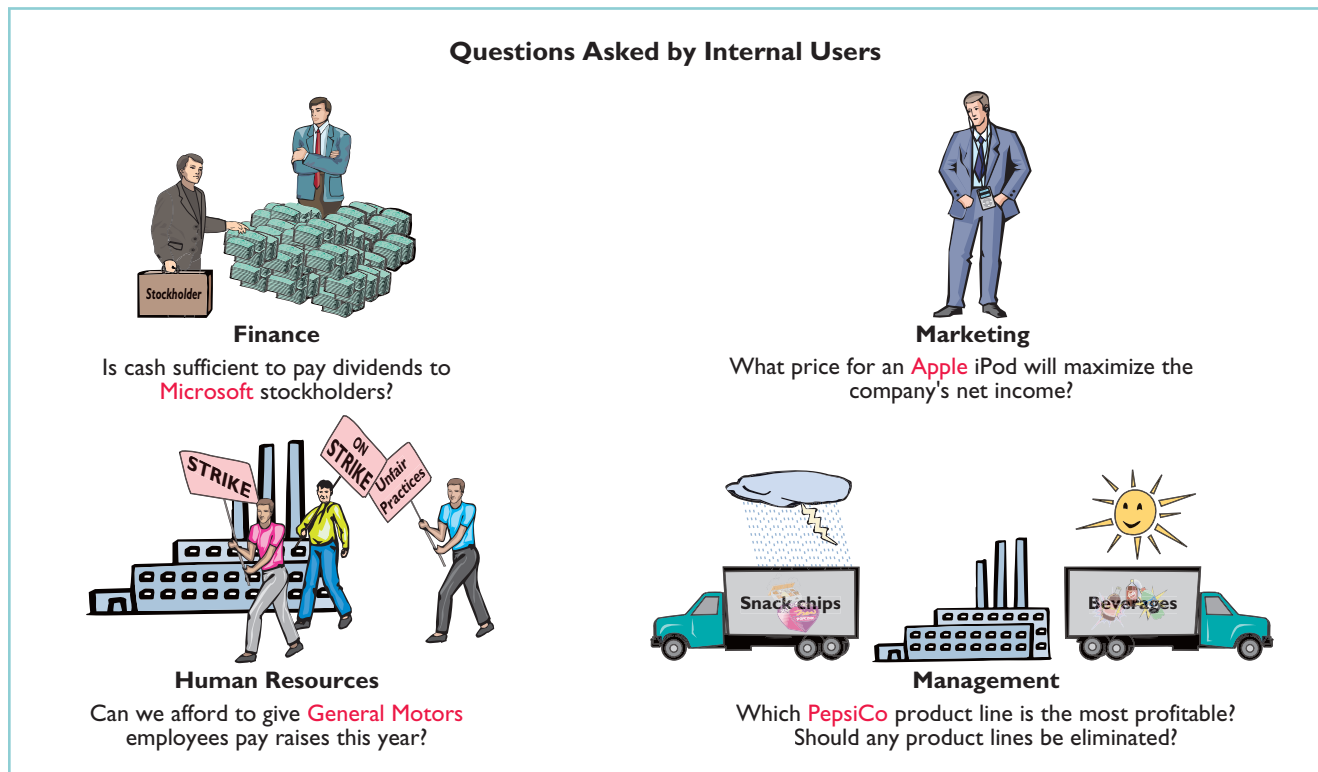 Questions Asked by Internal Users
Stockholder
Finance
Is cash sufficient to pay dividends to
Microsoft stockholders?
Marketing
What price for an Apple iPod will maximize the
company's net income?
STRIKE
ON
STRIKE
Unfair
Practices
Human Resources
Can we afford to give General Motors
employees pay raises this year?
Snack chips
Beverages
Management
Which PepsiCo product line is the most profitable?
Should any product lines be eliminated?